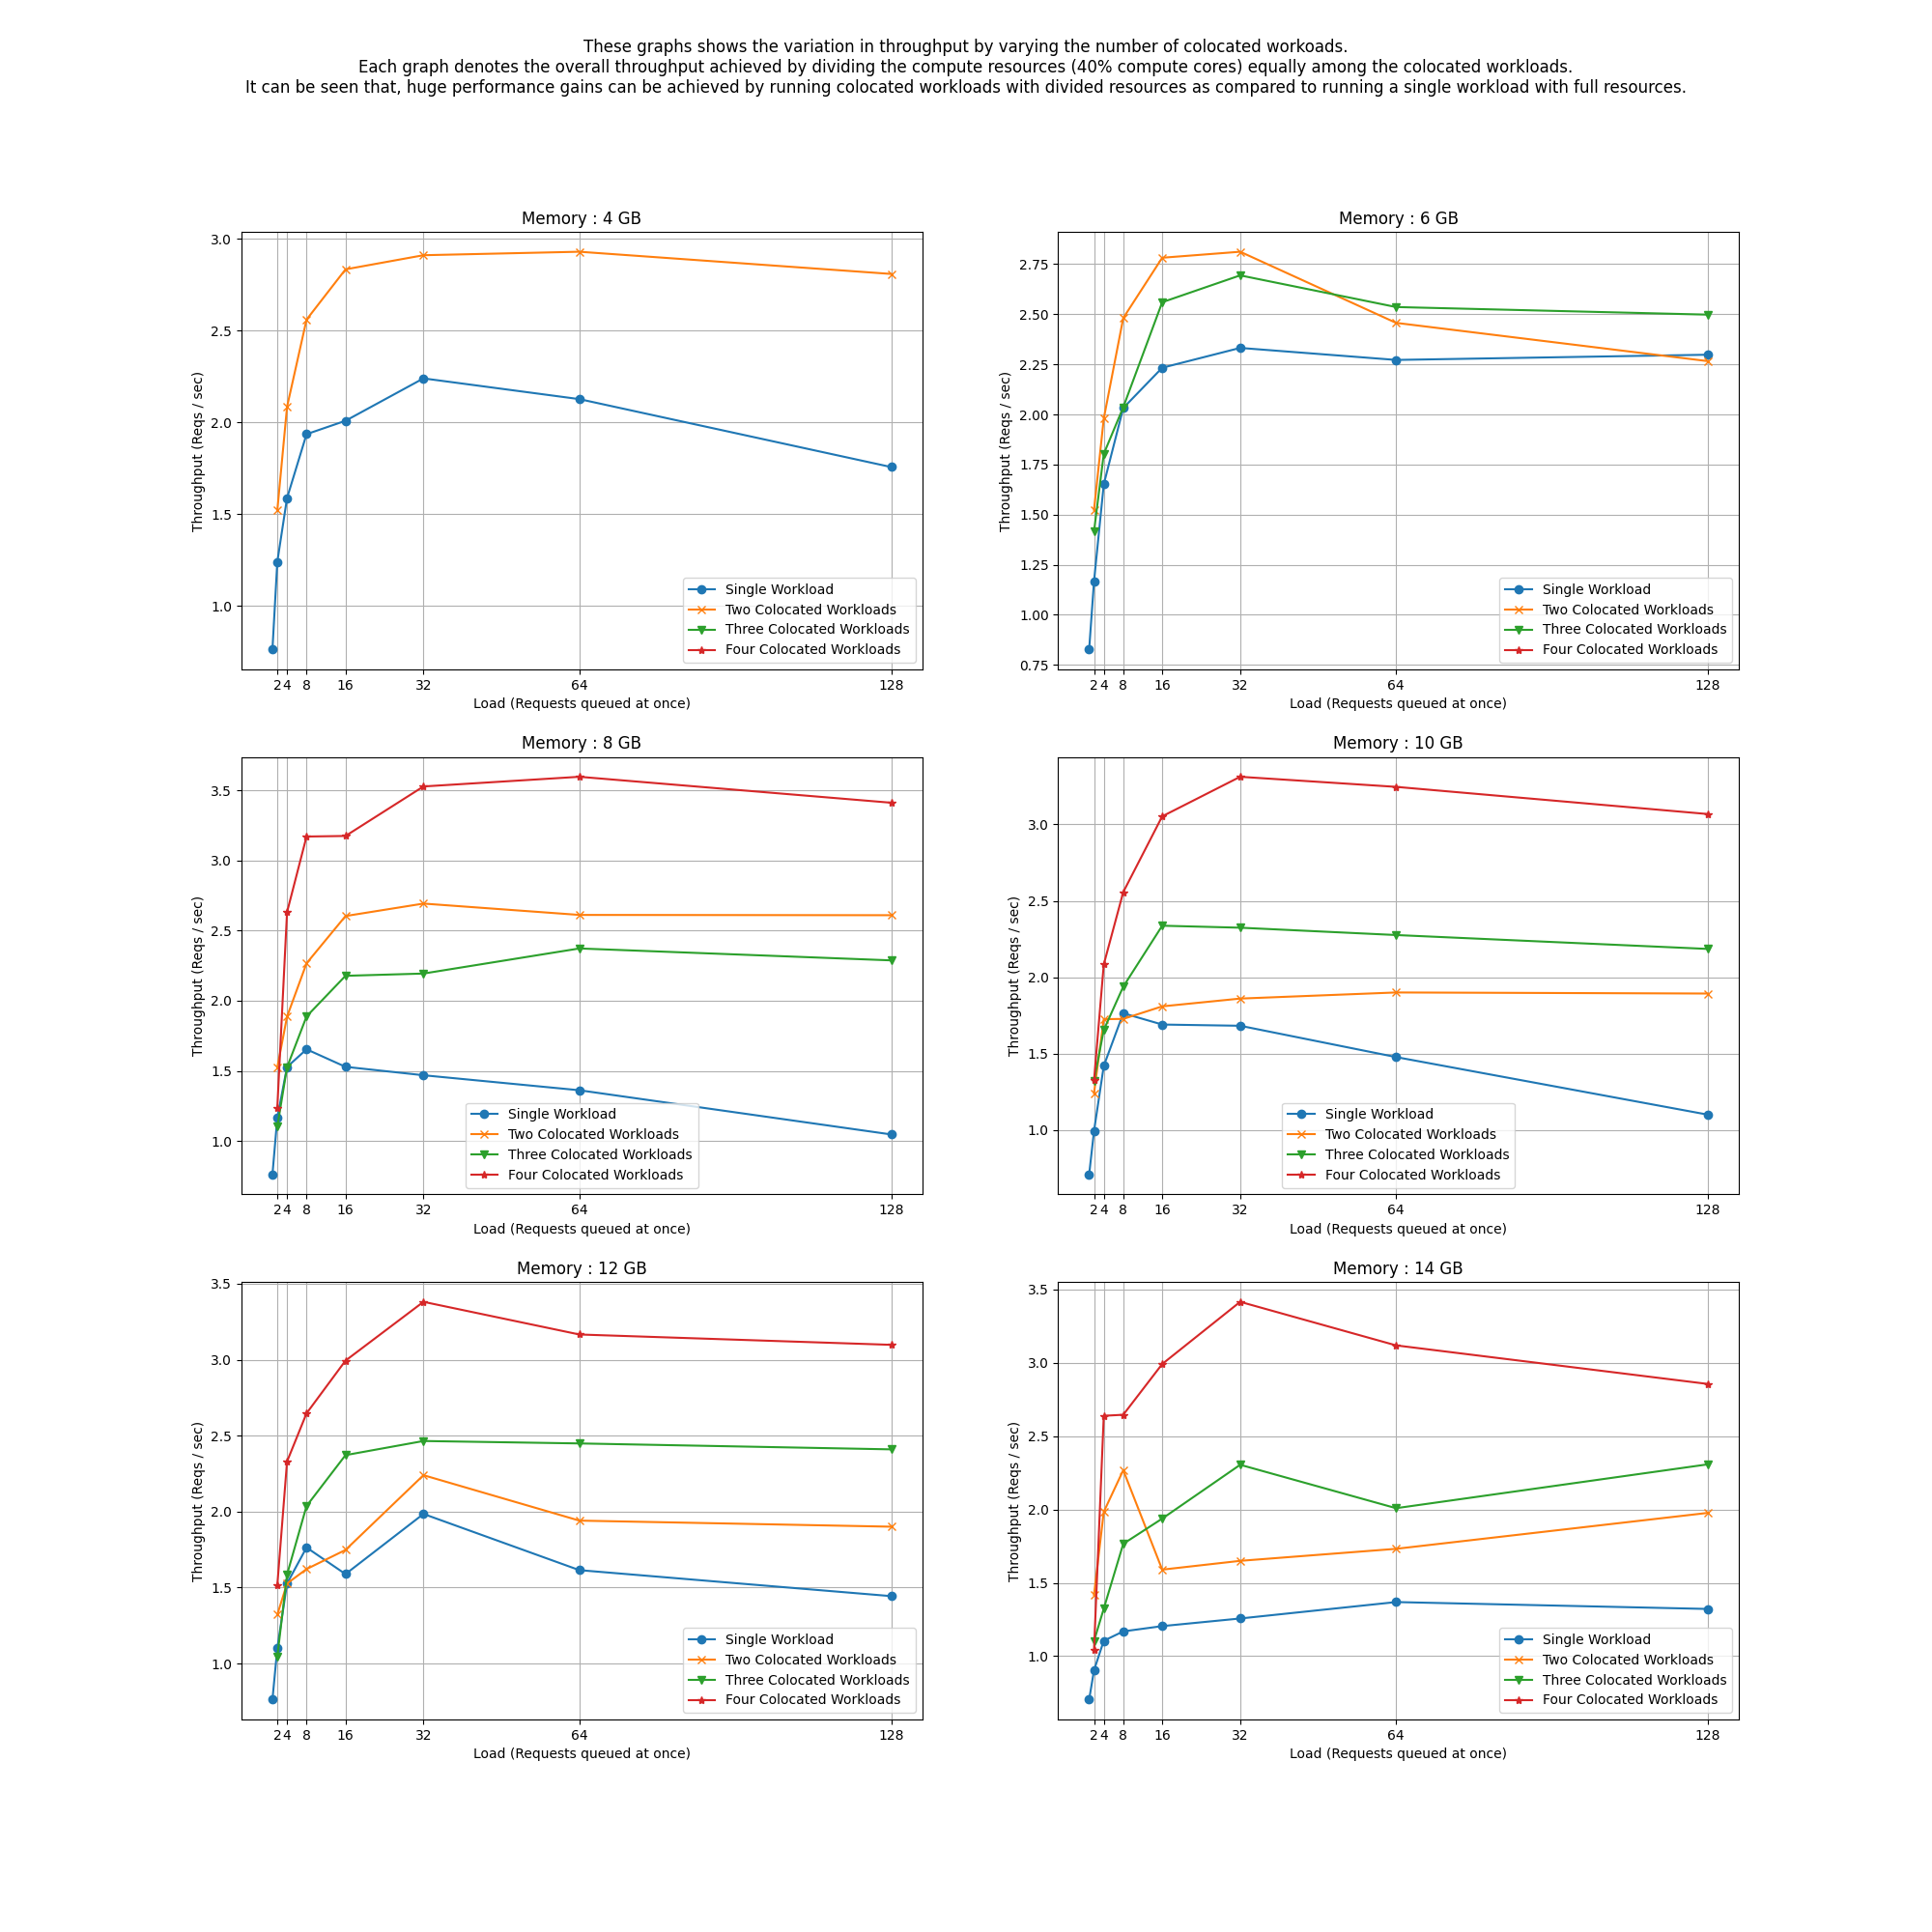 These graphs shows the variation in throughput by varying the number of colocated workoads.
Each graph denotes the overall throughput achieved by dividing the compute resources (40% compute cores) equally among the colocated workloads.
It can be seen that, huge performance gains can be achieved by running colocated workloads with divided resources as compared to running a single workload with full resources.
Memory : 4 GB
3.0
2.5
2.0
1.5
1.0
Throughput (Reqs / sec)
Single Workload
Two Colocated Workloads
Three Colocated Workloads
Four Colocated Workloads
2 4 8 16 32 64 128
Load (Requests queued at once)
Memory : 6 GB
2.75
2.50
2.25
2.00
1.75
1.50
1.25
1.00
0.75
Throughput (Reqs / sec)
Single Workload
Two Colocated Workloads
Three Colocated Workloads
Four Colocated Workloads
2 4 8 16 32 64 128
Load (Requests queued at once)
Memory : 8 GB
3.5
3.0
2.5
2.0
1.5
1.0
Throughput (Reqs / sec)
Single Workload
Two Colocated Workloads
Three Colocated Workloads
Four Colocated Workloads
2 4 8 16 32 64 128
Load (Requests queued at once)
Memory : 10 GB
3.0
2.5
2.0
1.5
1.0
Throughput (Reqs / sec)
Single Workload
Two Colocated Workloads
Three Colocated Workloads
Four Colocated Workloads
2 4 8 16 32 64 128
Load (Requests queued at once)
Memory : 12 GB
3.5
3.0
2.5
2.0
1.5
1.0
Throughput (Reqs / sec)
Single Workload
Two Colocated Workloads
Three Colocated Workloads
Four Colocated Workloads
2 4 8 16 32 64 128
Load (Requests queued at once)
Memory : 14 GB
3.5
3.0
2.5
2.0
1.5
1.0
Throughput (Reqs / sec)
Single Workload
Two Colocated Workloads
Three Colocated Workloads
Four Colocated Workloads
2 4 8 16 32 64 128
Load (Requests queued at once)